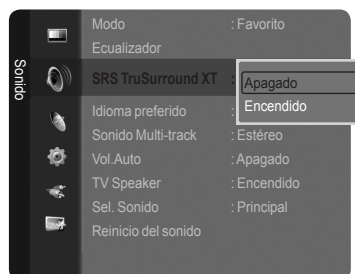 Sonido
Modo : Favorito
Ecualizador
SRS TruSurround XT :
Apagado
Encendido
Idioma preferido
Sonido Multi-track : Estéreo
Vol.Auto : Apagado
TV Speaker : Encendido
Sel. Sonido : Principal
Reinicio del sonido